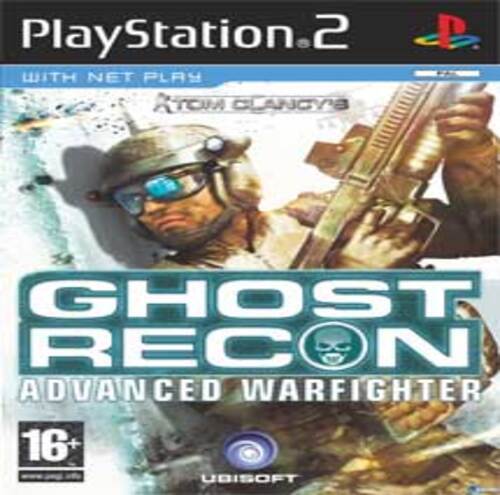 PlayStation.2
WITH NET PLAY
PAL
TOM CLANCY'S
GHOST
RECON
ADVANCED WARFIGHTER
16+
www.pegi.info
UBISOFT